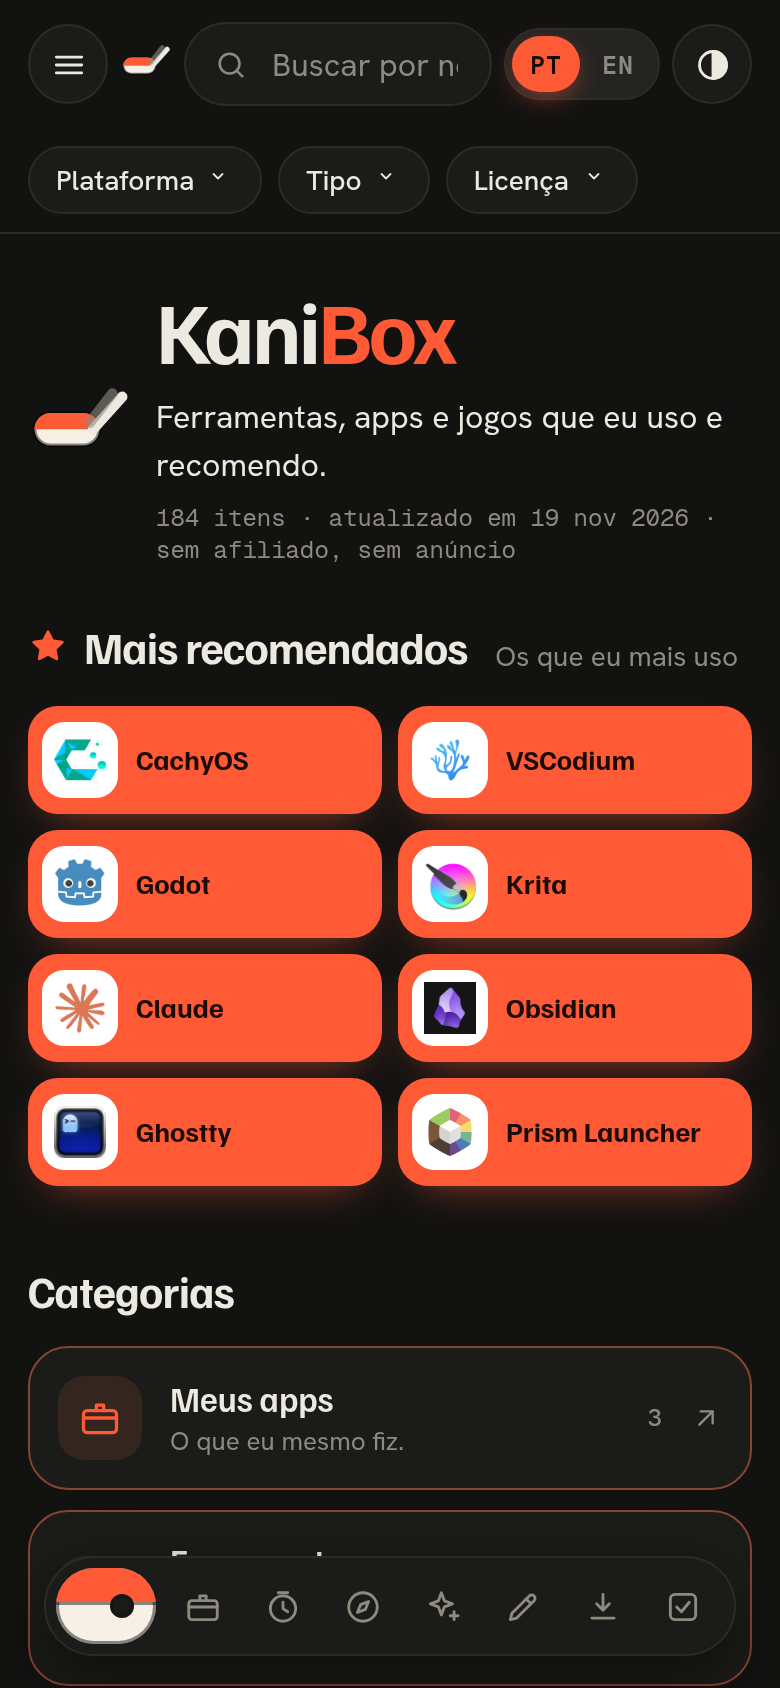 Buscar por n
PT EN
Plataforma Tipo Licença
KaniBox
Ferramentas, apps e jogos que eu uso e
recomendo.
184 itens · atualizado em 19 nov 2026 ·
sem afiliado, sem anúncio
Mais recomendados Os que eu mais uso
CachyOS VSCodium
Godot Krita
Claude Obsidian
Ghostty Prism Launcher
Categorias
Meus apps
O que eu mesmo fiz.
3